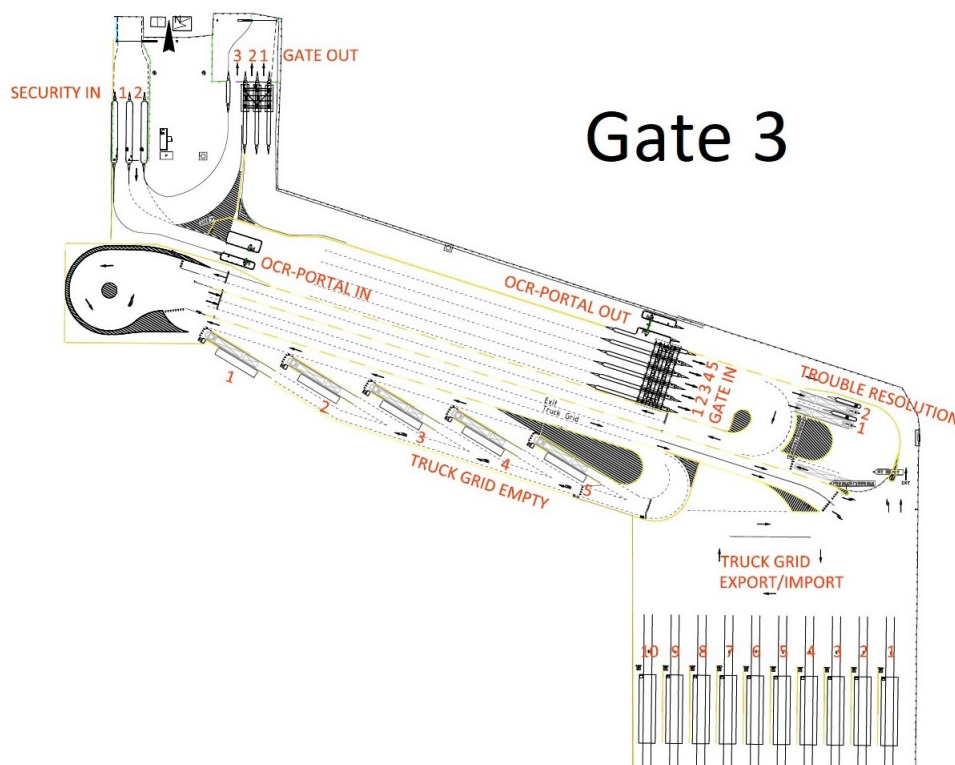 3 2 1 GATE OUT
SECURITY IN 1 2
Gate 3
OCR-PORTAL IN
OCR-PORTAL OUT
1 2 3 4 5
GATE IN
TROUBLE RESOLUTION
2
1
Exit
Truck Grid
1
2
3
4
5
TRUCK GRID EMPTY
EXIT
TRUCK GRID
EXPORT/IMPORT
10 9 8 7 6 5 4 3 2 1